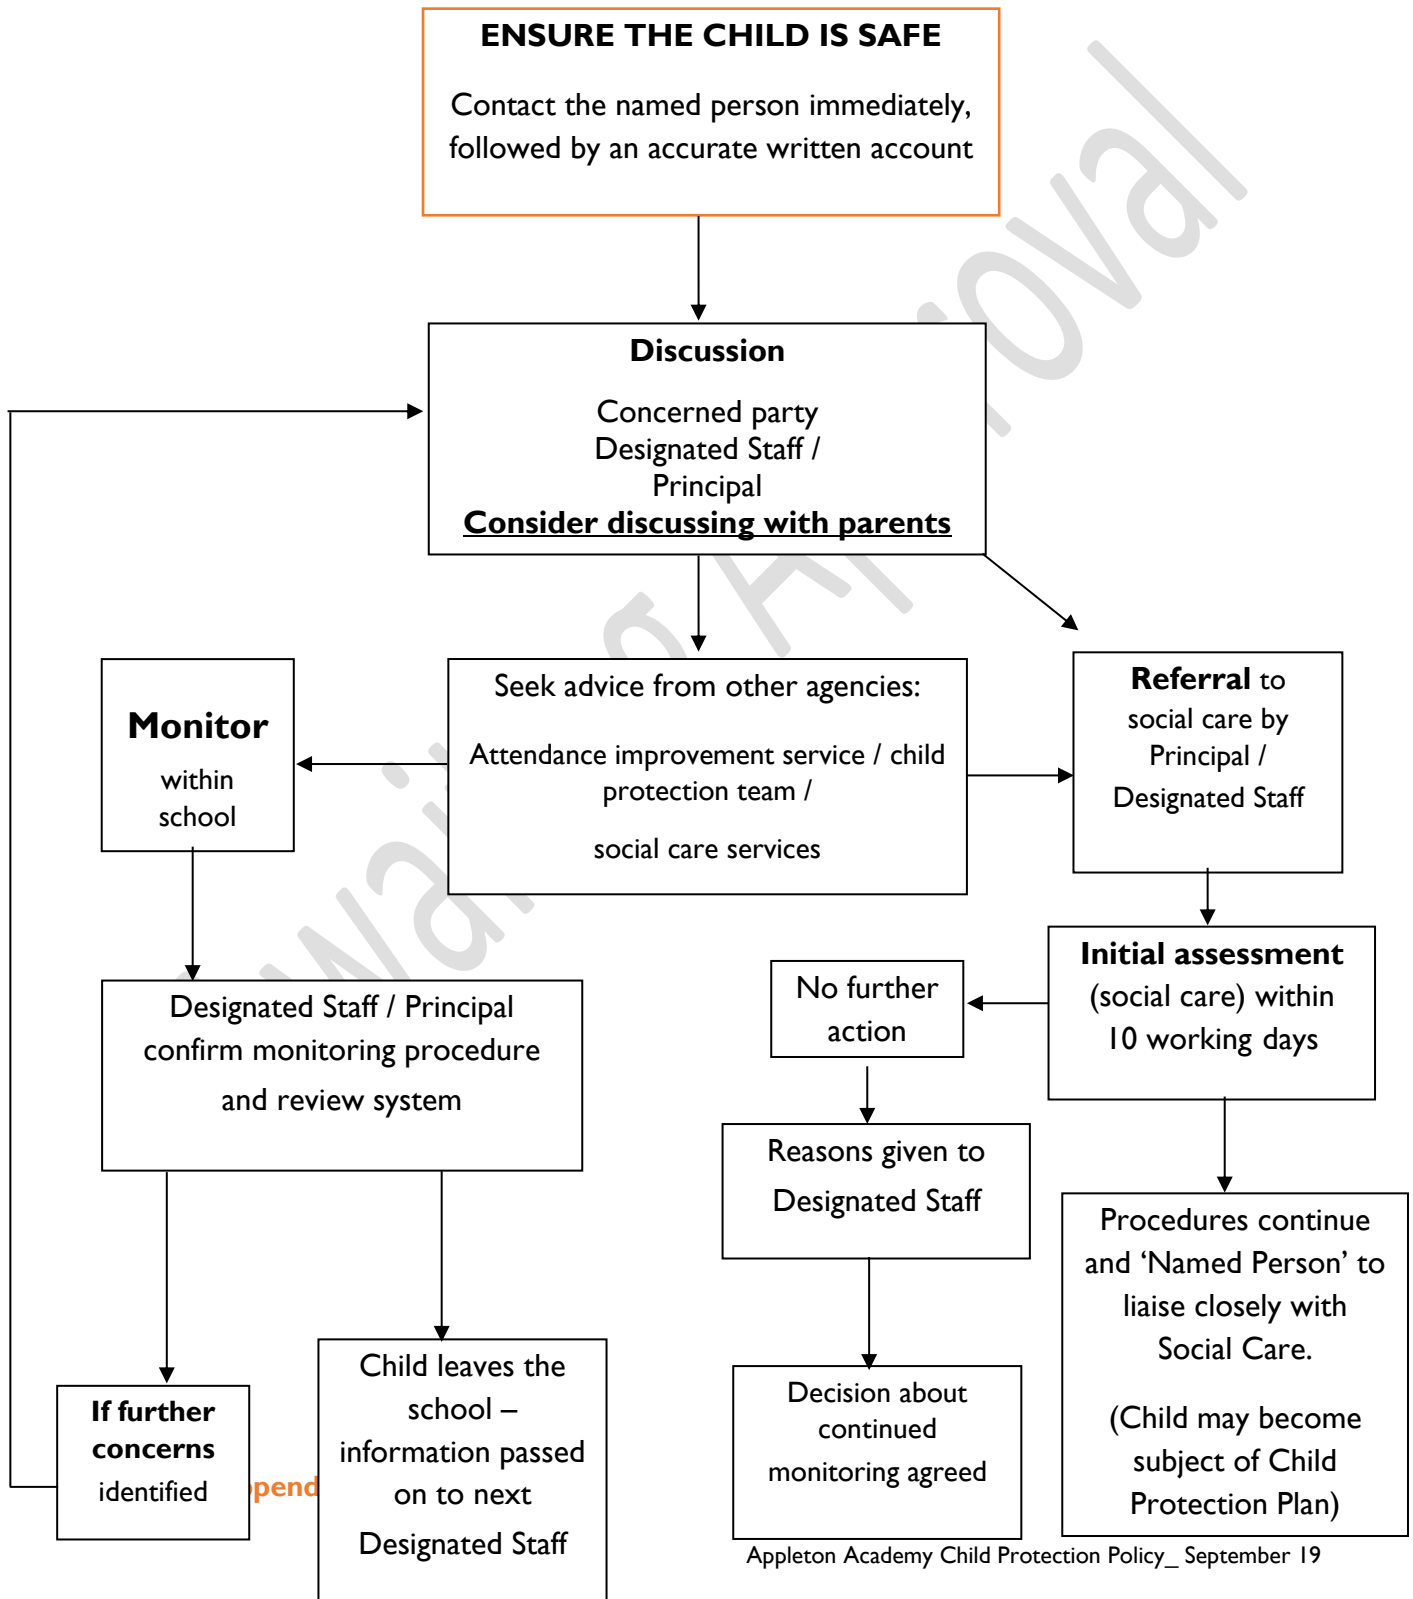 ENSURE THE CHILD IS SAFE
Contact the named person immediately,
followed by an accurate written account
Discussion
Concerned party
Designated Staff /
Principal
Consider discussing with parents
Monitor
within
school
Seek advice from other agencies:
Attendance improvement service / child
protection team /
social care services
Referral to
social care by
Principal /
Designated Staff
Initial assessment
(social care) within
10 working days
No further
action
Designated Staff / Principal
confirm monitoring procedure
and review system
Reasons given to
Designated Staff
Procedures continue
and ‘Named Person’ to
liaise closely with
Social Care.
(Child may become
subject of Child
Protection Plan)
If further
concerns
identified
Child leaves the
school –
information passed
on to next
Designated Staff
Decision about
continued
monitoring agreed
Appleton Academy Child Protection Policy_ September 19